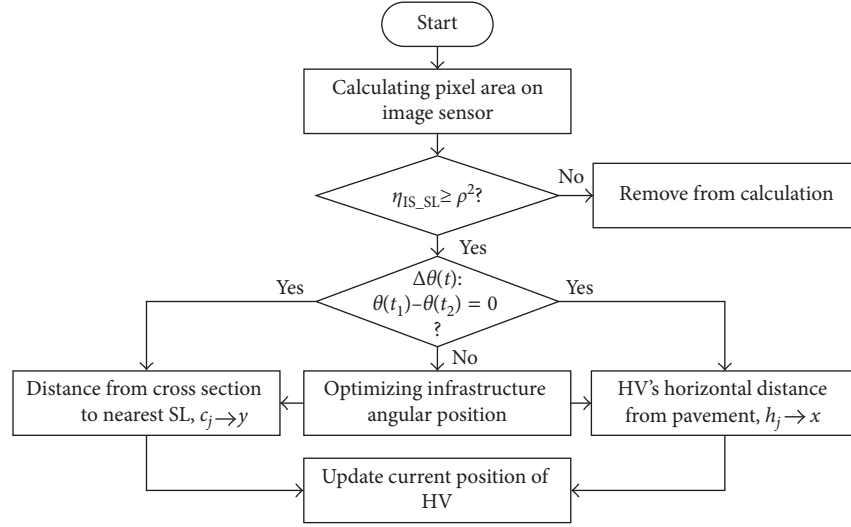 Start
Calculating pixel area on
image sensor
η_IS_SL ≥ ρ²?
No
Remove from calculation
Yes
Δθ(t):
θ(t₁)–θ(t₂) = 0
?
Yes
Yes
No
Distance from cross section
to nearest SL, cⱼ→y
Optimizing infrastructure
angular position
HV's horizontal distance
from pavement, hⱼ→x
Update current position of
HV